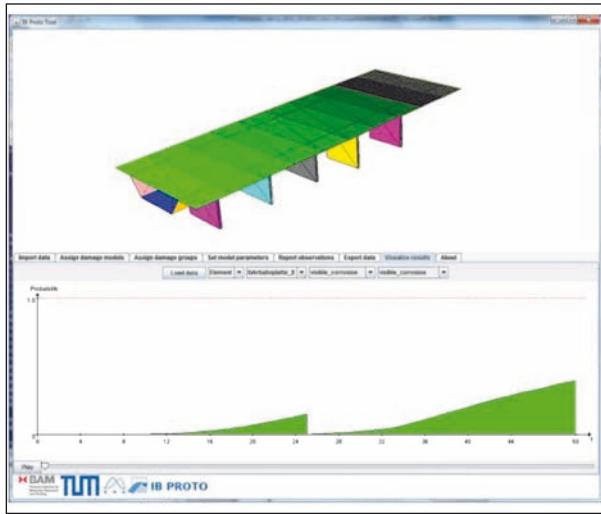 IB Proto Tool
Import data Assign damage models Assign damage groups Set model parameters Report observations Export data Visualize results About
Load data Element visible_corrosion visible_corrosion
Probability
1.0
0
0 4 8 12 16 20 24 28 32 36 40 44 50 t
Play
BAM TUM IB PROTO